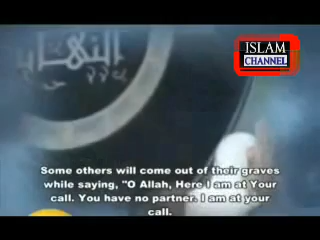 النهاية
ISLAM
CHANNEL
Some others will come out of their graves
while saying, "O Allah, Here I am at Your
call. You have no partner. I am at your
call.